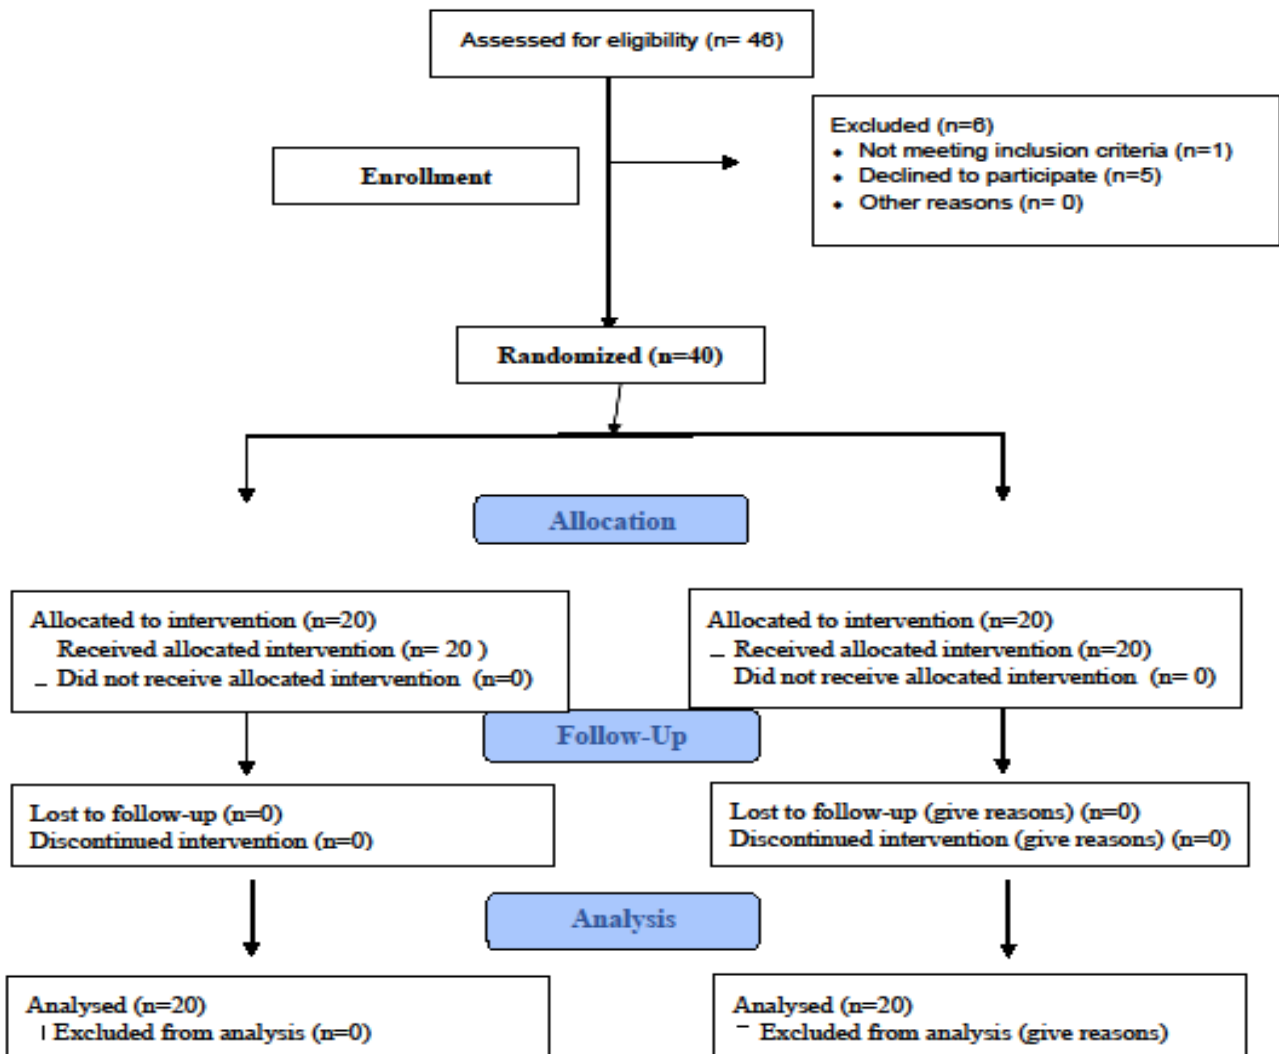 Assessed for eligibility (n= 46)
Excluded (n=6)
• Not meeting inclusion criteria (n=1)
• Declined to participate (n=5)
• Other reasons (n= 0)
Enrollment
Randomized (n=40)
Allocation
Allocated to intervention (n=20)
Received allocated intervention (n= 20 )
– Did not receive allocated intervention (n=0)
Allocated to intervention (n=20)
– Received allocated intervention (n=20)
Did not receive allocated intervention (n= 0)
Follow-Up
Lost to follow-up (n=0)
Discontinued intervention (n=0)
Lost to follow-up (give reasons) (n=0)
Discontinued intervention (give reasons) (n=0)
Analysis
Analysed (n=20)
Excluded from analysis (n=0)
Analysed (n=20)
– Excluded from analysis (give reasons)